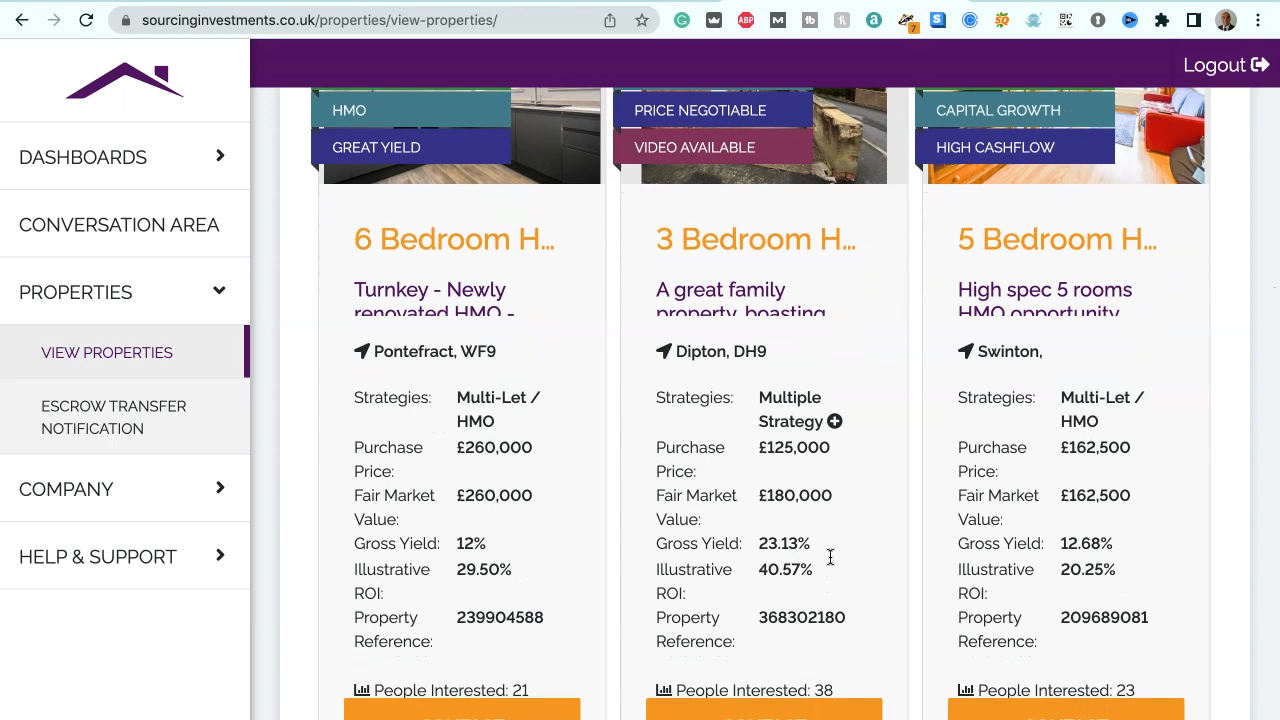 sourcinginvestments.co.uk/properties/view-properties/
Logout
DASHBOARDS
CONVERSATION AREA
PROPERTIES
VIEW PROPERTIES
ESCROW TRANSFER
NOTIFICATION
COMPANY
HELP & SUPPORT
HMO
GREAT YIELD
6 Bedroom H...
Turnkey - Newly
renovated HMO -
Pontefract, WF9
Strategies: Multi-Let /
HMO
Purchase £260,000
Price:
Fair Market £260,000
Value:
Gross Yield: 12%
Illustrative 29.50%
ROI:
Property 239904588
Reference:
People Interested: 21
PRICE NEGOTIABLE
VIDEO AVAILABLE
3 Bedroom H...
A great family
property, boasting
Dipton, DH9
Strategies: Multiple
Strategy
Purchase £125,000
Price:
Fair Market £180,000
Value:
Gross Yield: 23.13%
Illustrative 40.57%
ROI:
Property 368302180
Reference:
People Interested: 38
CAPITAL GROWTH
HIGH CASHFLOW
5 Bedroom H...
High spec 5 rooms
HMO opportunity
Swinton,
Strategies: Multi-Let /
HMO
Purchase £162,500
Price:
Fair Market £162,500
Value:
Gross Yield: 12.68%
Illustrative 20.25%
ROI:
Property 209689081
Reference:
People Interested: 23